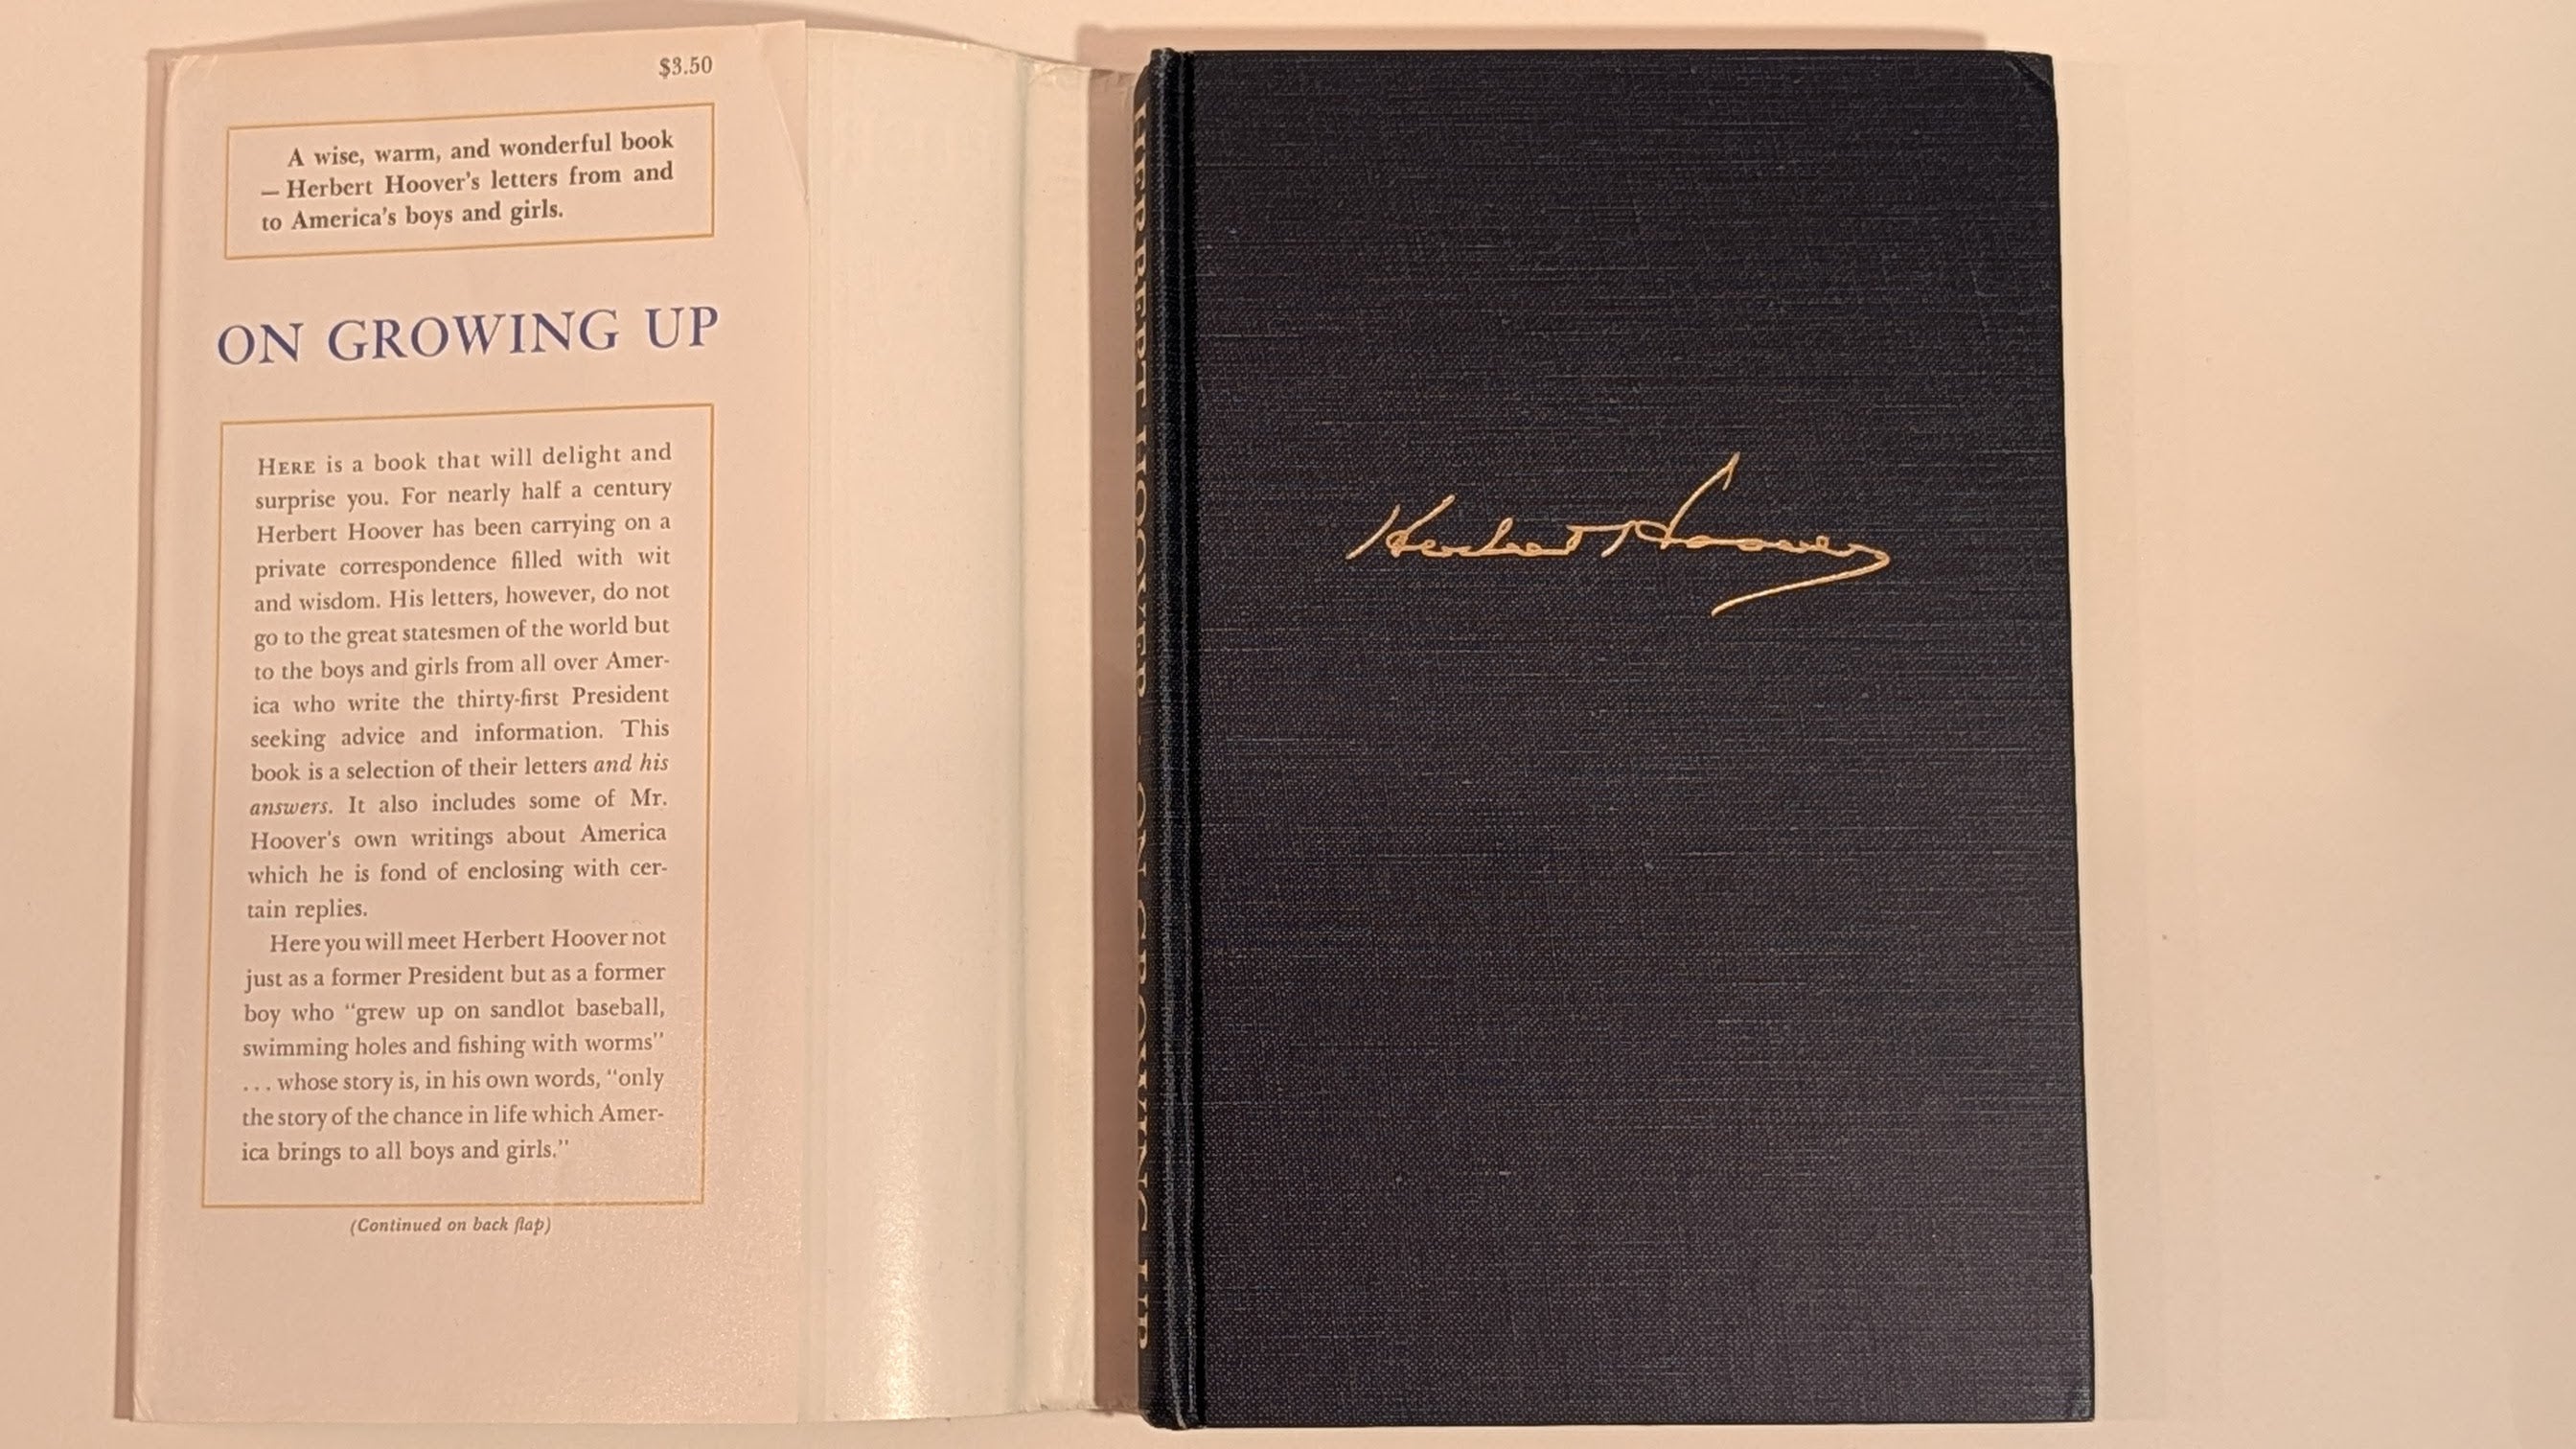 $3.50
A wise, warm, and wonderful book
— Herbert Hoover's letters from and
to America's boys and girls.
ON GROWING UP
HERE is a book that will delight and
surprise you. For nearly half a century
Herbert Hoover has been carrying on a
private correspondence filled with wit
and wisdom. His letters, however, do not
go to the great statesmen of the world but
to the boys and girls from all over Amer-
ica who write the thirty-first President
seeking advice and information. This
book is a selection of their letters and his
answers. It also includes some of Mr.
Hoover's own writings about America
which he is fond of enclosing with cer-
tain replies.
Here you will meet Herbert Hoover not
just as a former President but as a former
boy who “grew up on sandlot baseball,
swimming holes and fishing with worms”
. . . whose story is, in his own words, “only
the story of the chance in life which Amer-
ica brings to all boys and girls.”
(Continued on back flap)
HERBERT HOOVER · ON GROWING UP
Herbert Hoover